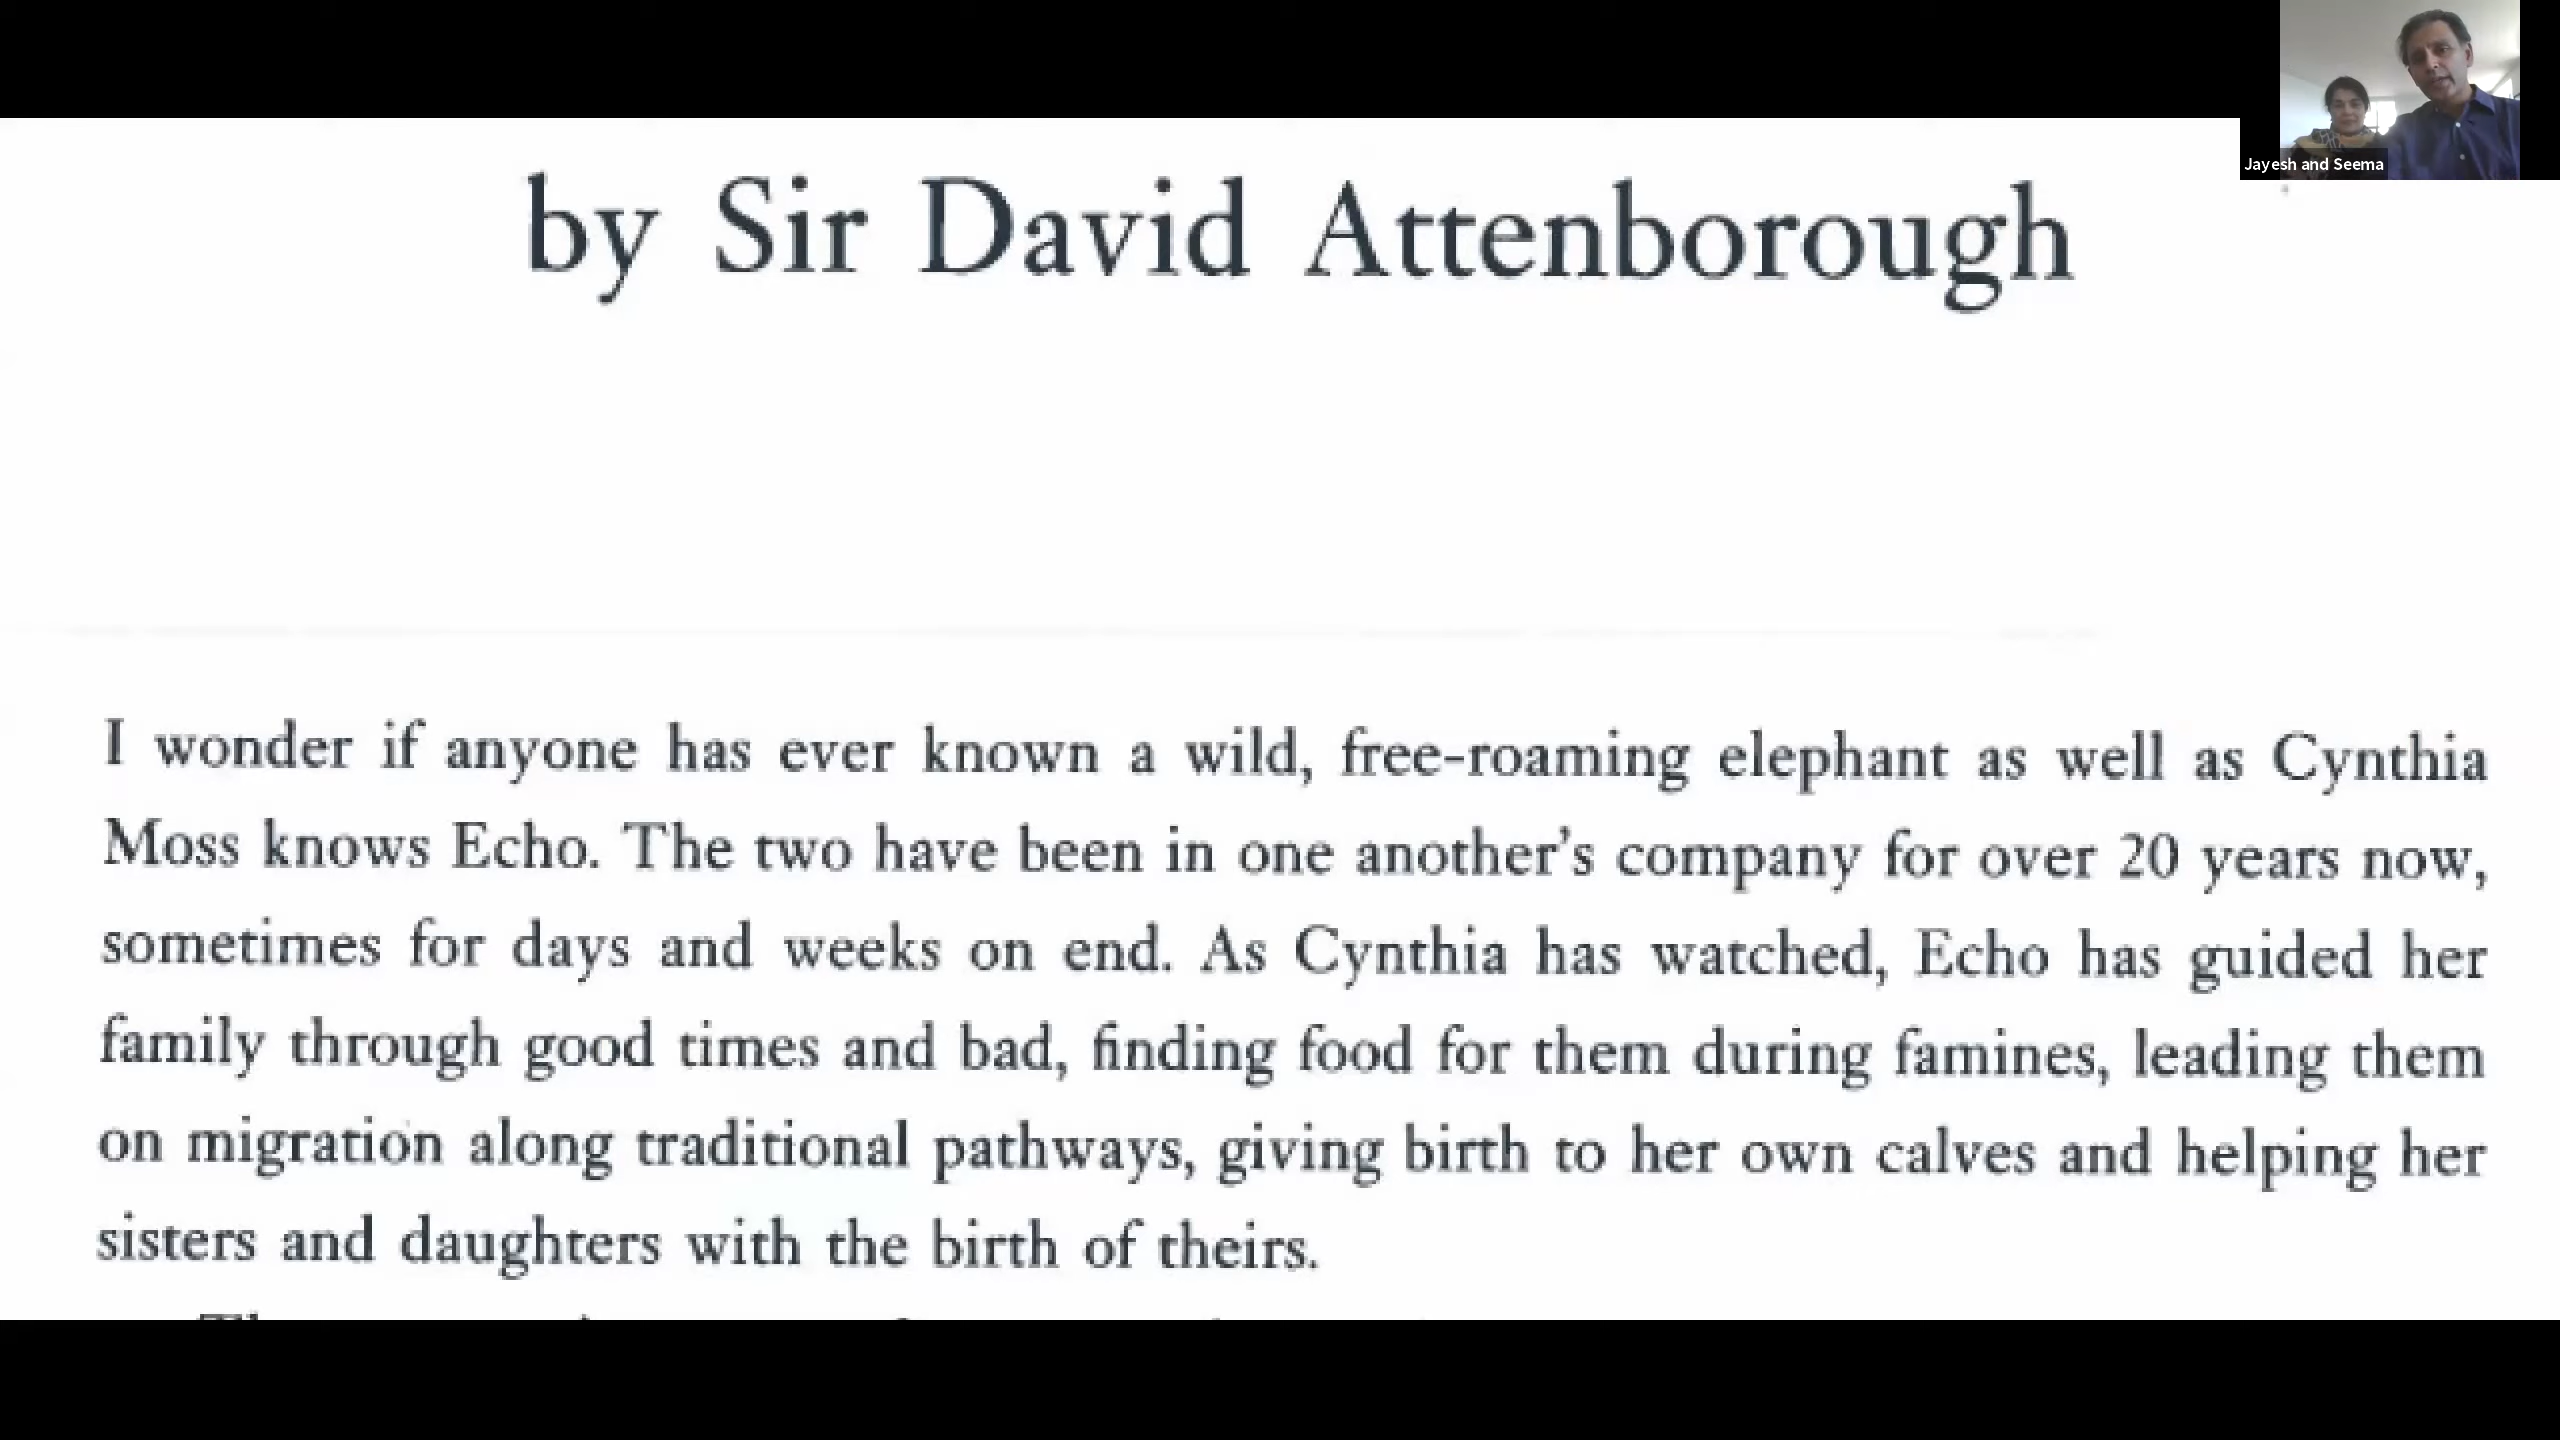 Jayesh and Seema
by Sir David Attenborough
I wonder if anyone has ever known a wild, free-roaming elephant as well as Cynthia
Moss knows Echo. The two have been in one another's company for over 20 years now,
sometimes for days and weeks on end. As Cynthia has watched, Echo has guided her
family through good times and bad, finding food for them during famines, leading them
on migration along traditional pathways, giving birth to her own calves and helping her
sisters and daughters with the birth of theirs.